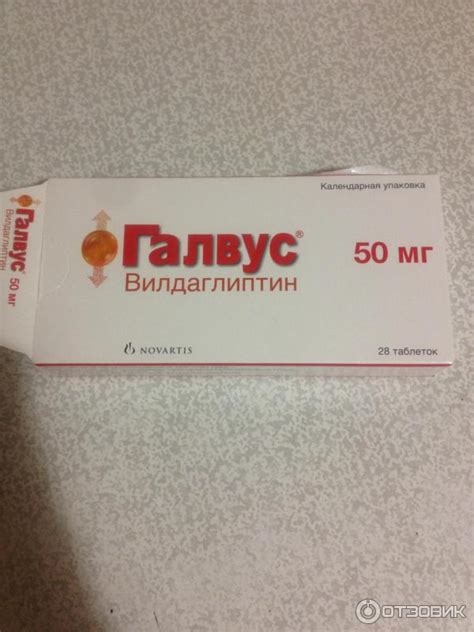 Календарная упаковка
Галвус®
50 мг
Вилдаглиптин
NOVARTIS
28 таблеток
Галвус
Вилдаглиптин
50 мг
ОТЗОВИК